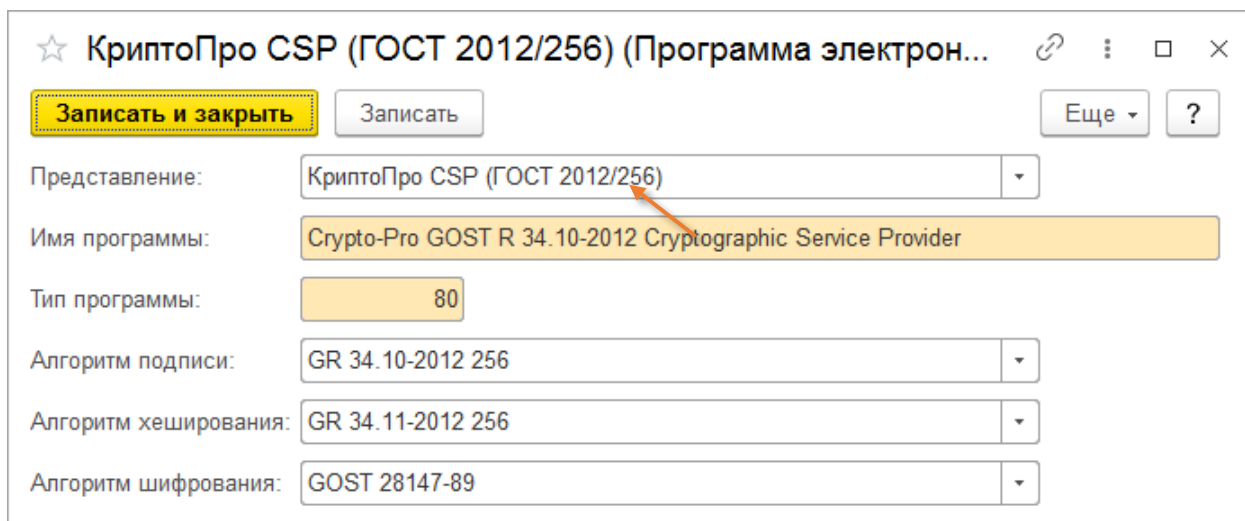 КриптоПро CSP (ГОСТ 2012/256) (Программа электрон...
Записать и закрыть Записать Еще ?
Представление: КриптоПро CSP (ГОСТ 2012/256)
Имя программы: Crypto-Pro GOST R 34.10-2012 Cryptographic Service Provider
Тип программы: 80
Алгоритм подписи: GR 34.10-2012 256
Алгоритм хеширования: GR 34.11-2012 256
Алгоритм шифрования: GOST 28147-89